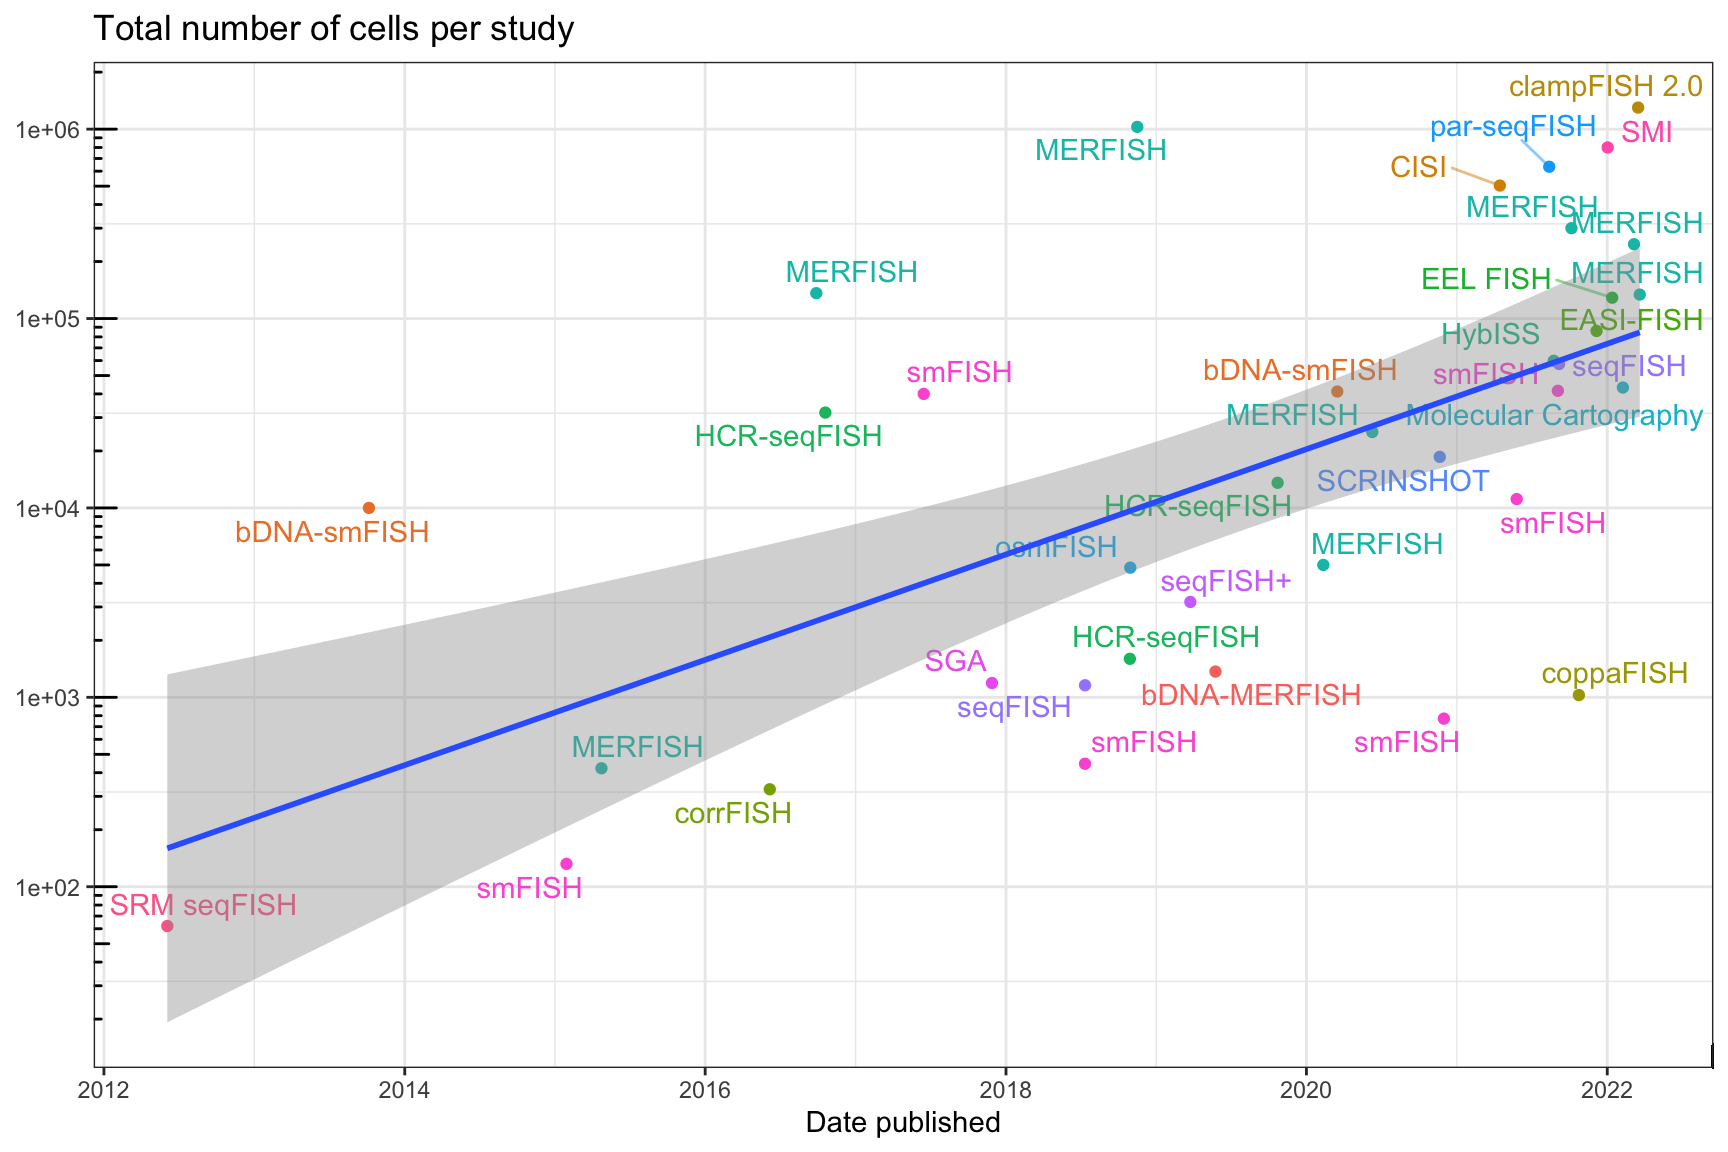 Total number of cells per study
clampFISH 2.0
1e+06
par-seqFISH
SMI
MERFISH
CISI
MERFISH
MERFISH
MERFISH
MERFISH
EEL FISH
1e+05
EASI-FISH
HybISS
smFISH
bDNA-smFISH
smFISH
seqFISH
HCR-seqFISH
MERFISH
Molecular Cartography
SCRINSHOT
1e+04
HCR-seqFISH
bDNA-smFISH
smFISH
osmFISH
MERFISH
seqFISH+
HCR-seqFISH
SGA
coppaFISH
1e+03
seqFISH
bDNA-MERFISH
MERFISH
smFISH
smFISH
corrFISH
1e+02
smFISH
SRM seqFISH
2012
2014
2016
2018
2020
2022
Date published